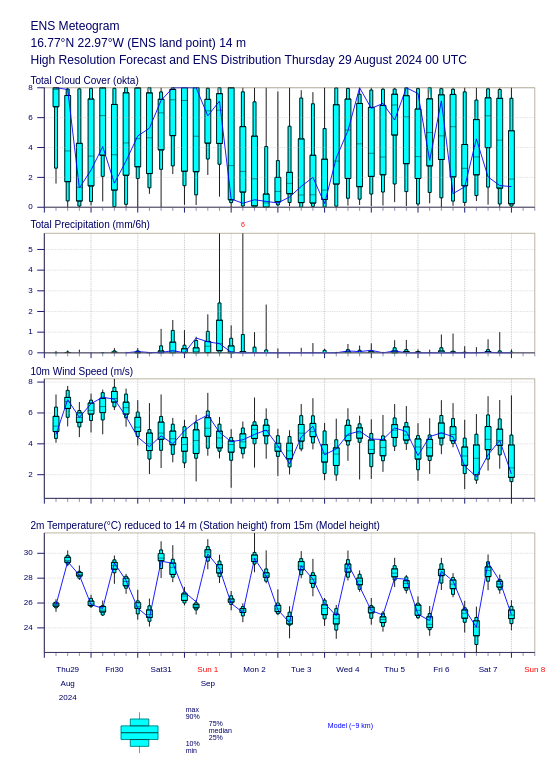 ENS Meteogram
16.77°N 22.97°W (ENS land point) 14 m
High Resolution Forecast and ENS Distribution Thursday 29 August 2024 00 UTC
Total Cloud Cover (okta)
8
6
4
2
0
Total Precipitation (mm/6h)
6
5
4
3
2
1
0
10m Wind Speed (m/s)
8
6
4
2
2m Temperature(°C) reduced to 14 m (Station height) from 15m (Model height)
30
28
26
24
Thu29 Fri30 Sat31 Sun 1 Mon 2 Tue 3 Wed 4 Thu 5 Fri 6 Sat 7 Sun 8
Aug Sep
2024
max
90%
75%
median
25%
10%
min
Model (~9 km)